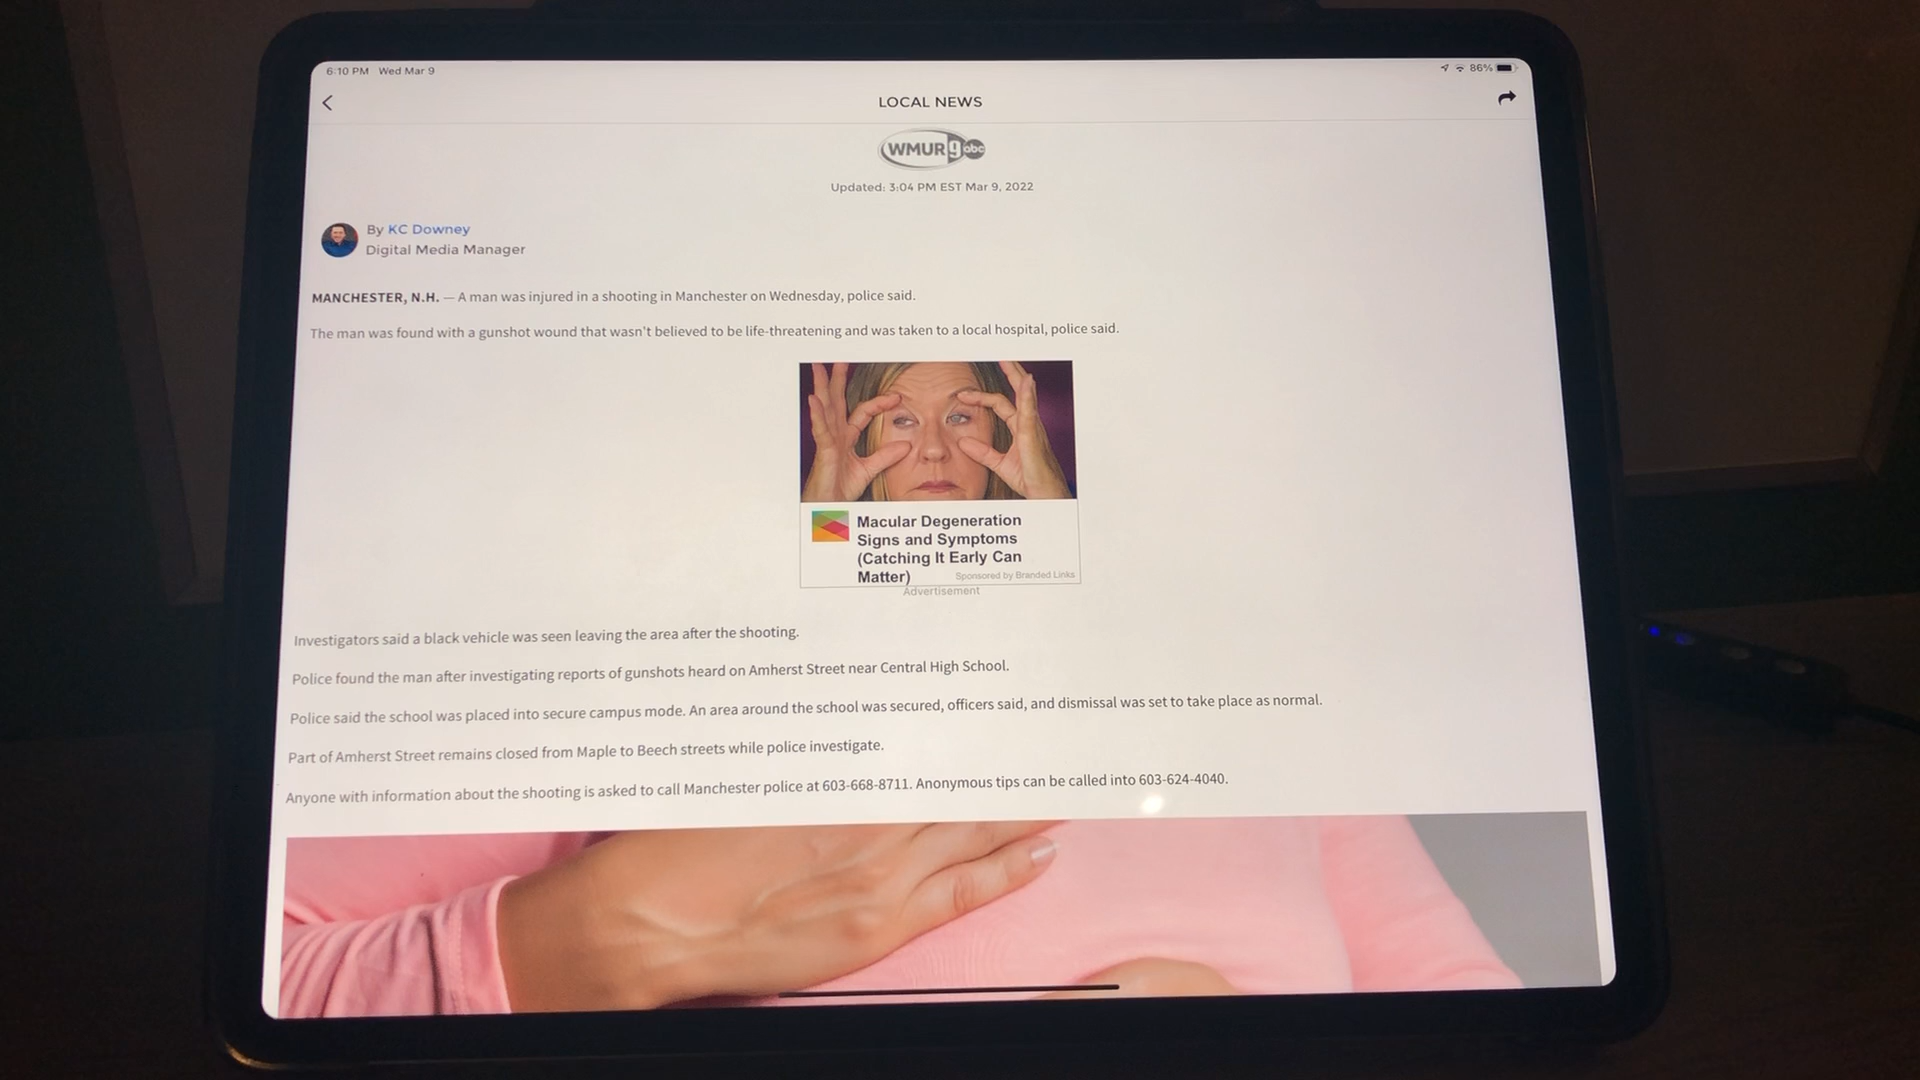 6:10 PM Wed Mar 9
86%
LOCAL NEWS
WMUR 9 abc
Updated: 3:04 PM EST Mar 9, 2022
By KC Downey
Digital Media Manager
MANCHESTER, N.H. — A man was injured in a shooting in Manchester on Wednesday, police said.
The man was found with a gunshot wound that wasn't believed to be life-threatening and was taken to a local hospital, police said.
Macular Degeneration
Signs and Symptoms
(Catching It Early Can
Matter)
Sponsored by Branded Links
Advertisement
Investigators said a black vehicle was seen leaving the area after the shooting.
Police found the man after investigating reports of gunshots heard on Amherst Street near Central High School.
Police said the school was placed into secure campus mode. An area around the school was secured, officers said, and dismissal was set to take place as normal.
Part of Amherst Street remains closed from Maple to Beech streets while police investigate.
Anyone with information about the shooting is asked to call Manchester police at 603-668-8711. Anonymous tips can be called into 603-624-4040.